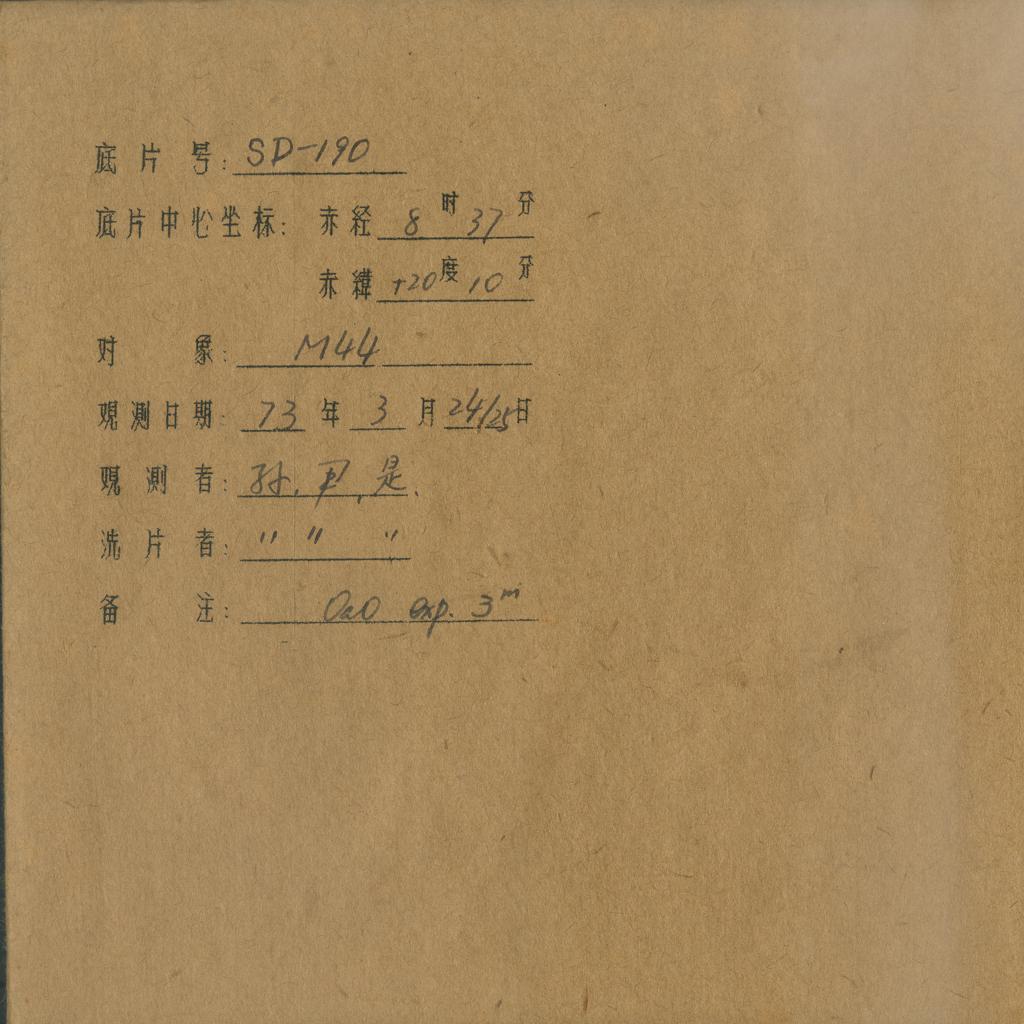 底片号: SD-190
底片中心坐标: 赤经 8时37分
赤緯 +20度10分
对象: M44
观测日期: 73年3月24/25日
观测者: 孙, 尹, 是.
洗片者: " " "
备注: OaO exp. 3ᵐ